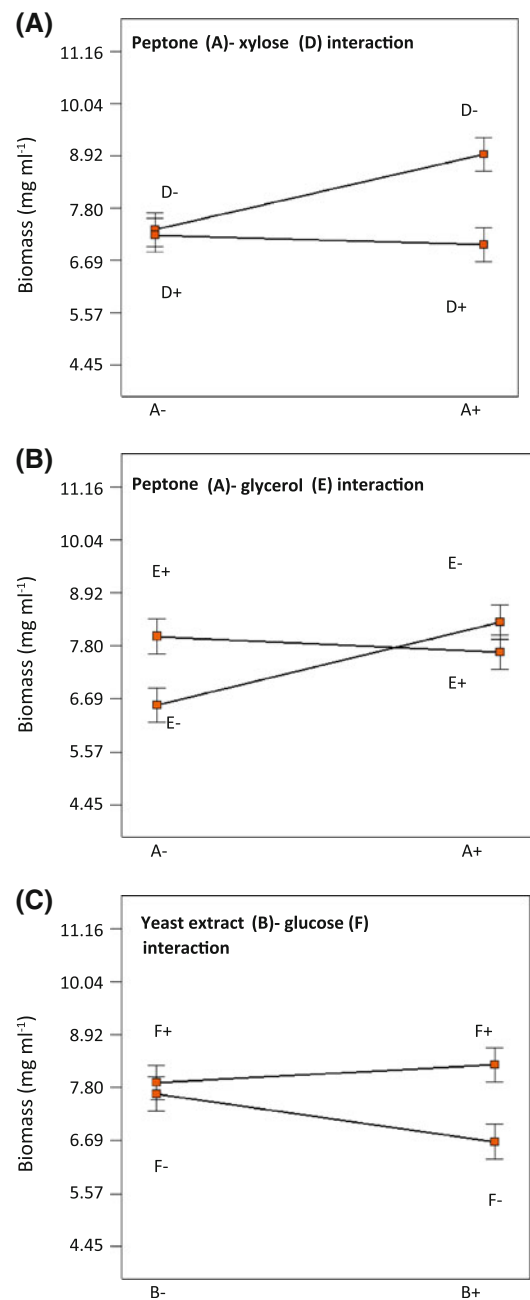 (A)
Peptone (A)- xylose (D) interaction
11.16
10.04
8.92
7.80
6.69
5.57
4.45
Biomass (mg ml-1)
D-
D-
D+
D+
A-
A+
(B)
Peptone (A)- glycerol (E) interaction
11.16
10.04
8.92
7.80
6.69
5.57
4.45
Biomass (mg ml-1)
E+
E-
E-
E+
A-
A+
(C)
Yeast extract (B)- glucose (F)
interaction
11.16
10.04
8.92
7.80
6.69
5.57
4.45
Biomass (mg ml-1)
F+
F+
F-
F-
B-
B+